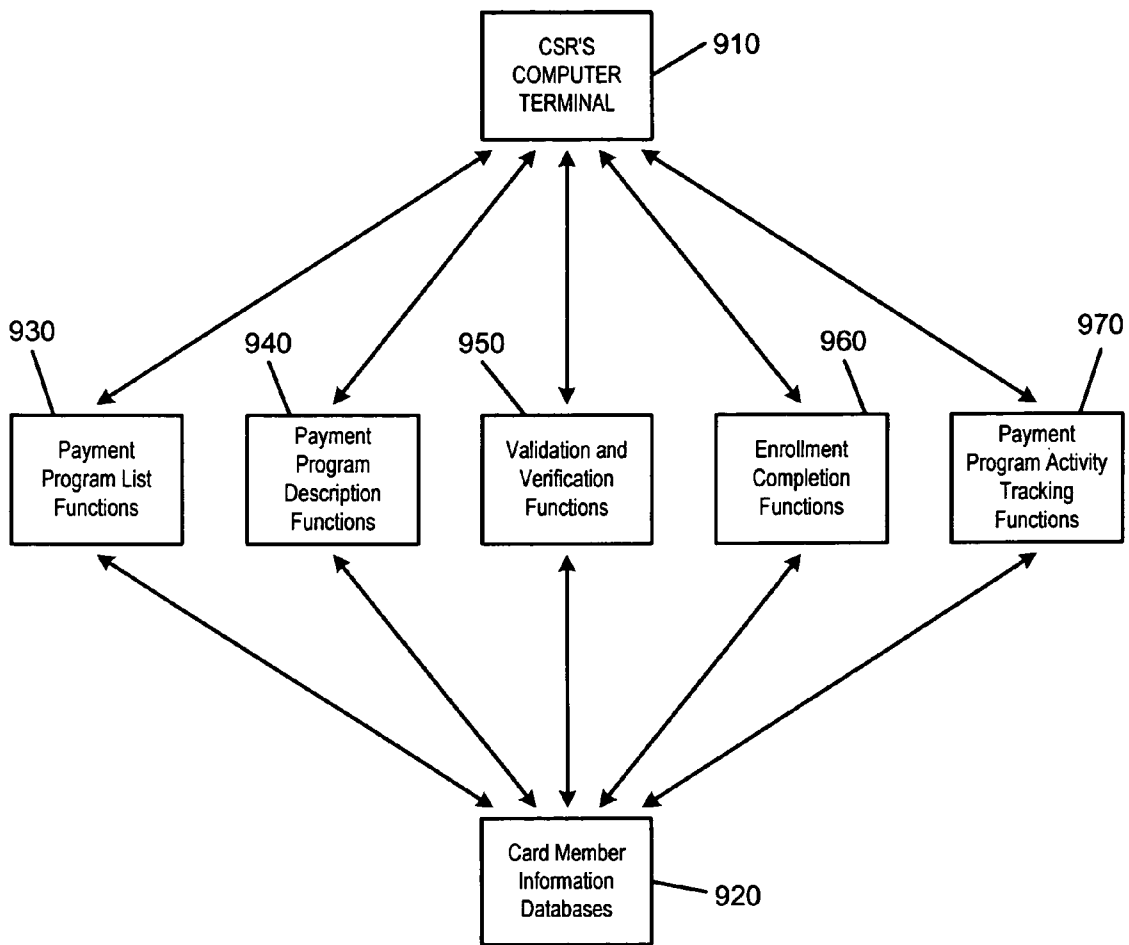 CSR'S
COMPUTER
TERMINAL
910
930
940
950
960
970
Payment
Program List
Functions
Payment
Program
Description
Functions
Validation and
Verification
Functions
Enrollment
Completion
Functions
Payment
Program Activity
Tracking
Functions
Card Member
Information
Databases
920